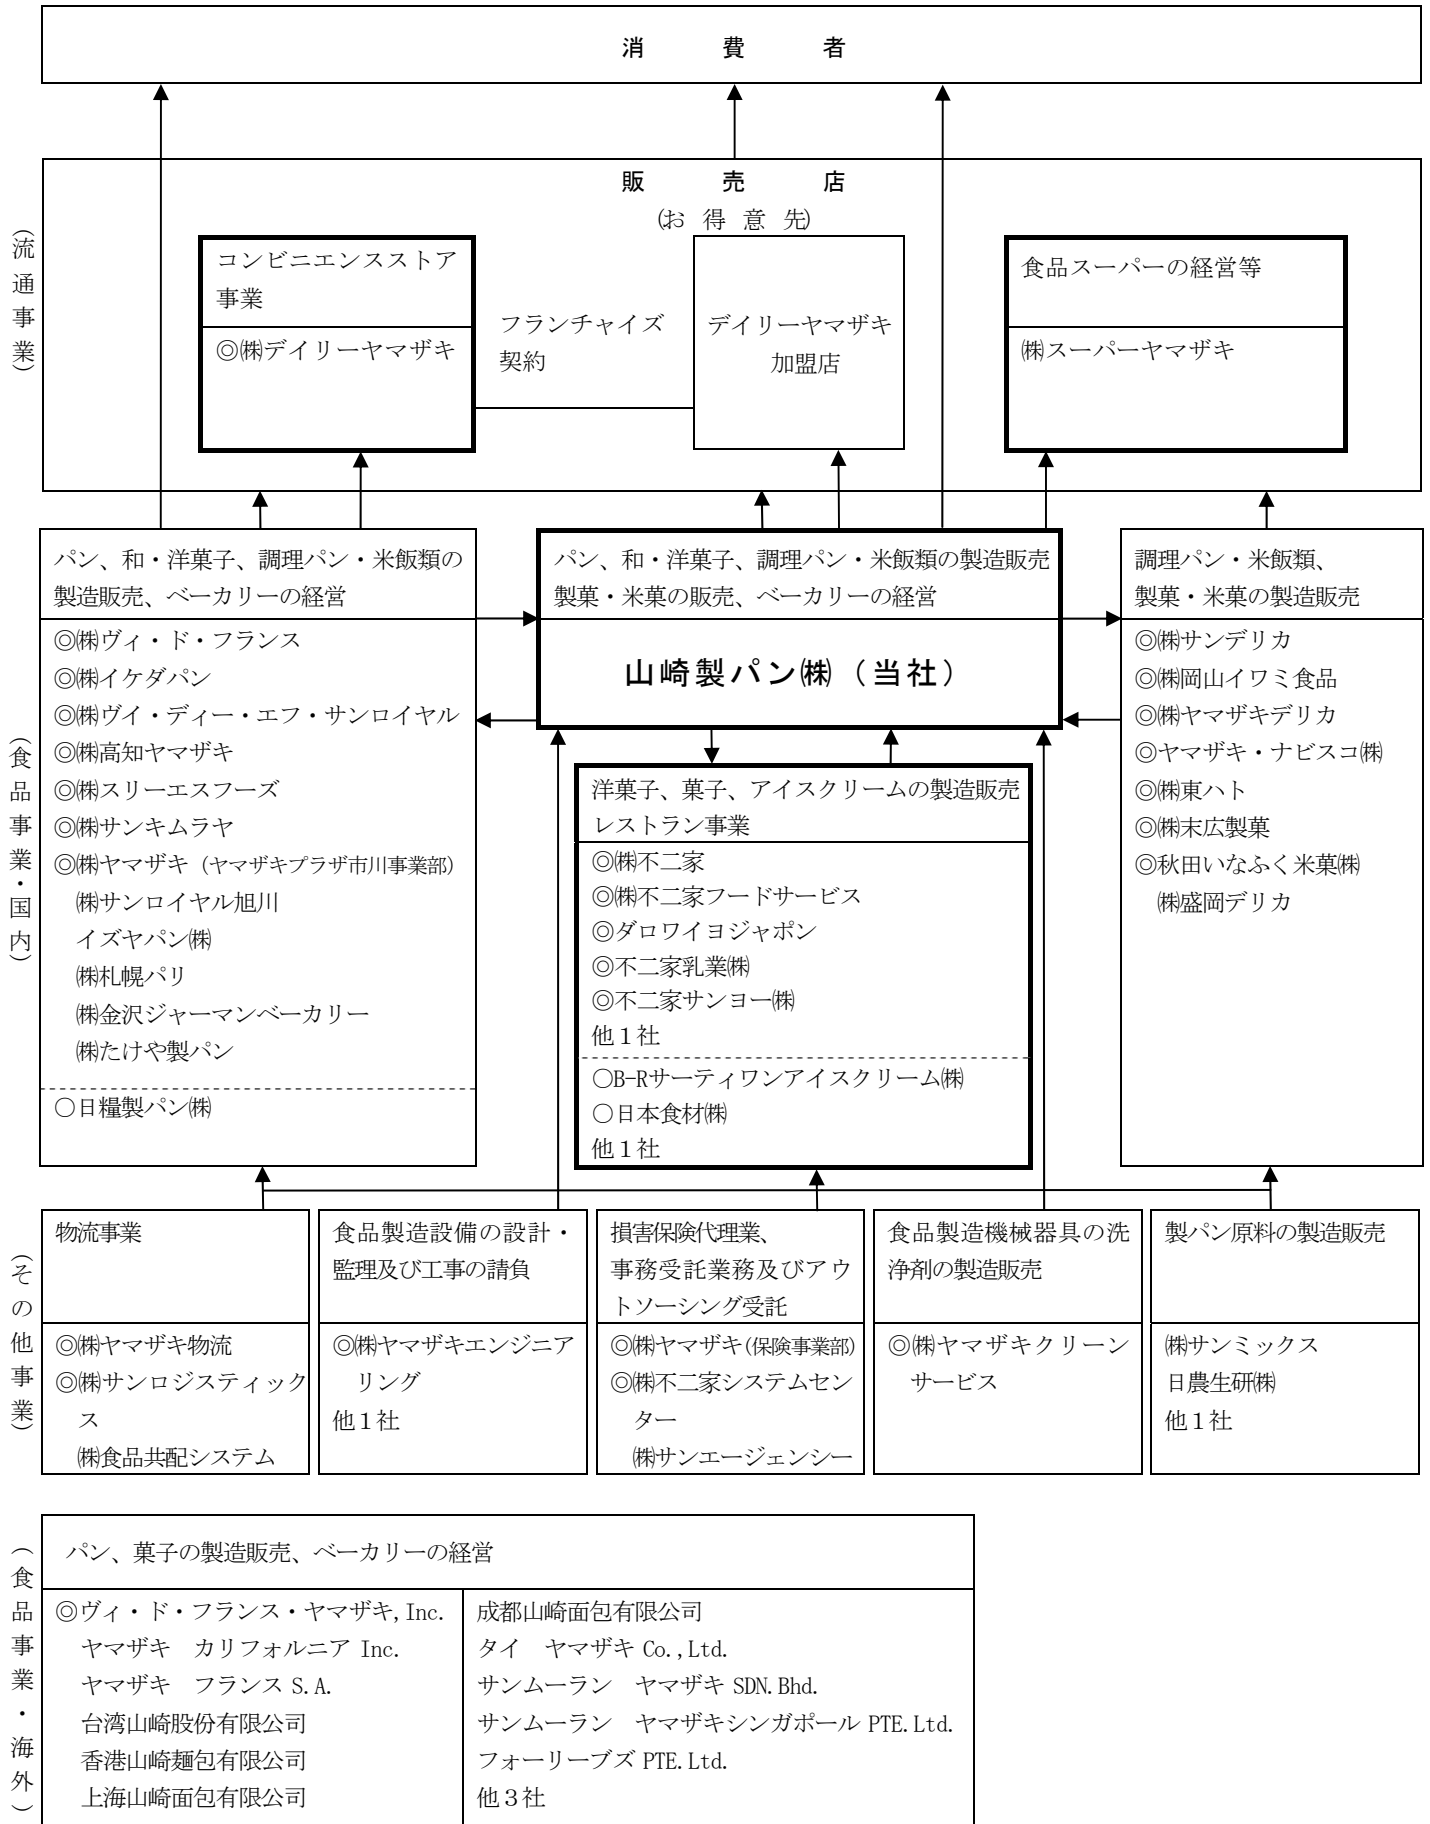 消費者
販売店
(お得意先)
(流通事業)
コンビニエンスストア
事業
◎㈱デイリーヤマザキ
フランチャイズ
契約
デイリーヤマザキ
加盟店
食品スーパーの経営等
㈱スーパーヤマザキ
(食品事業・国内)
パン、和・洋菓子、調理パン・米飯類の
製造販売、ベーカリーの経営
◎㈱ヴィ・ド・フランス
◎㈱イケダパン
◎㈱ヴイ・ディー・エフ・サンロイヤル
◎㈱高知ヤマザキ
◎㈱スリーエスフーズ
◎㈱サンキムラヤ
◎㈱ヤマザキ（ヤマザキプラザ市川事業部）
㈱サンロイヤル旭川
イズヤパン㈱
㈱札幌パリ
㈱金沢ジャーマンベーカリー
㈱たけや製パン
○日糧製パン㈱
パン、和・洋菓子、調理パン・米飯類の製造販売
製菓・米菓の販売、ベーカリーの経営
山崎製パン㈱（当社）
洋菓子、菓子、アイスクリームの製造販売
レストラン事業
◎㈱不二家
◎㈱不二家フードサービス
◎ダロワイヨジャポン
◎不二家乳業㈱
◎不二家サンヨー㈱
他１社
○B-Rサーティワンアイスクリーム㈱
○日本食材㈱
他１社
調理パン・米飯類、
製菓・米菓の製造販売
◎㈱サンデリカ
◎㈱岡山イワミ食品
◎㈱ヤマザキデリカ
◎ヤマザキ・ナビスコ㈱
◎㈱東ハト
◎㈱末広製菓
◎秋田いなふく米菓㈱
㈱盛岡デリカ
(その他事業)
物流事業
◎㈱ヤマザキ物流
◎㈱サンロジスティック
ス
㈱食品共配システム
食品製造設備の設計・
監理及び工事の請負
◎㈱ヤマザキエンジニア
リング
他１社
損害保険代理業、
事務受託業務及びアウ
トソーシング受託
◎㈱ヤマザキ(保険事業部)
◎㈱不二家システムセン
ター
㈱サンエージェンシー
食品製造機械器具の洗
浄剤の製造販売
◎㈱ヤマザキクリーン
サービス
製パン原料の製造販売
㈱サンミックス
日農生研㈱
他１社
(食品事業・海外)
パン、菓子の製造販売、ベーカリーの経営
◎ヴィ・ド・フランス・ヤマザキ,Inc.
ヤマザキ　カリフォルニア Inc.
ヤマザキ　フランス S.A.
台湾山崎股份有限公司
香港山崎麺包有限公司
上海山崎面包有限公司
成都山崎面包有限公司
タイ　ヤマザキ Co.,Ltd.
サンムーラン　ヤマザキ SDN.Bhd.
サンムーラン　ヤマザキシンガポール PTE.Ltd.
フォーリーブズ PTE.Ltd.
他３社